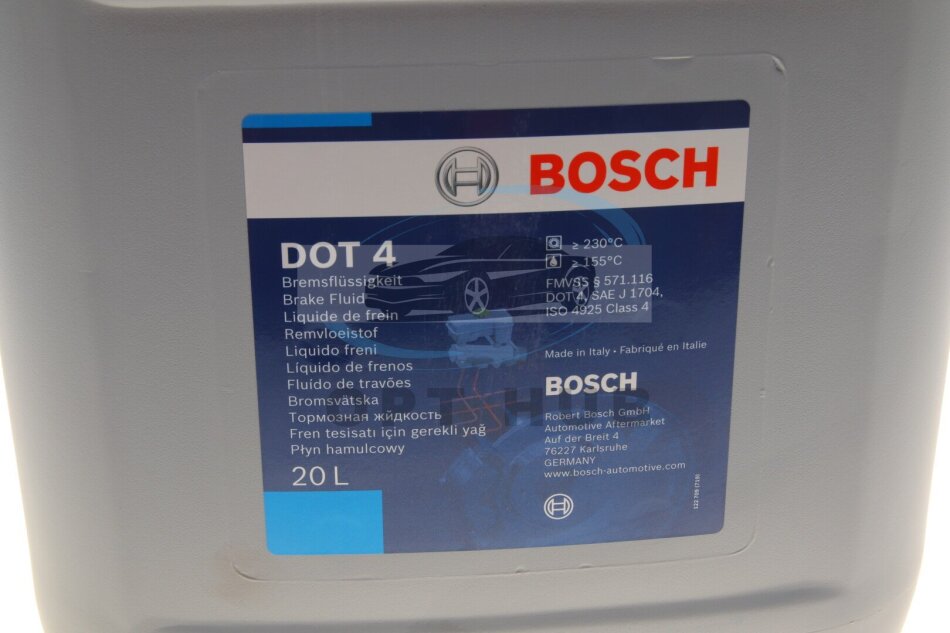 BOSCH
DOT 4
Bremsflüssigkeit
Brake Fluid
Liquide de frein
Remvloeistof
Liquido freni
Líquido de frenos
Fluído de travões
Bromsvätska
Тормозная жйдкость
Fren tesisatı için gerekli yağ
Płyn hamulcowy
20 L
≥ 230°C
≥ 155°C
FMVSS § 571.116
DOT 4, SAE J 1704,
ISO 4925 Class 4
Made in Italy • Fabriqué en Italie
BOSCH
Robert Bosch GmbH
Automotive Aftermarket
Auf der Breit 4
76227 Karlsruhe
GERMANY
www.bosch-automotive.com